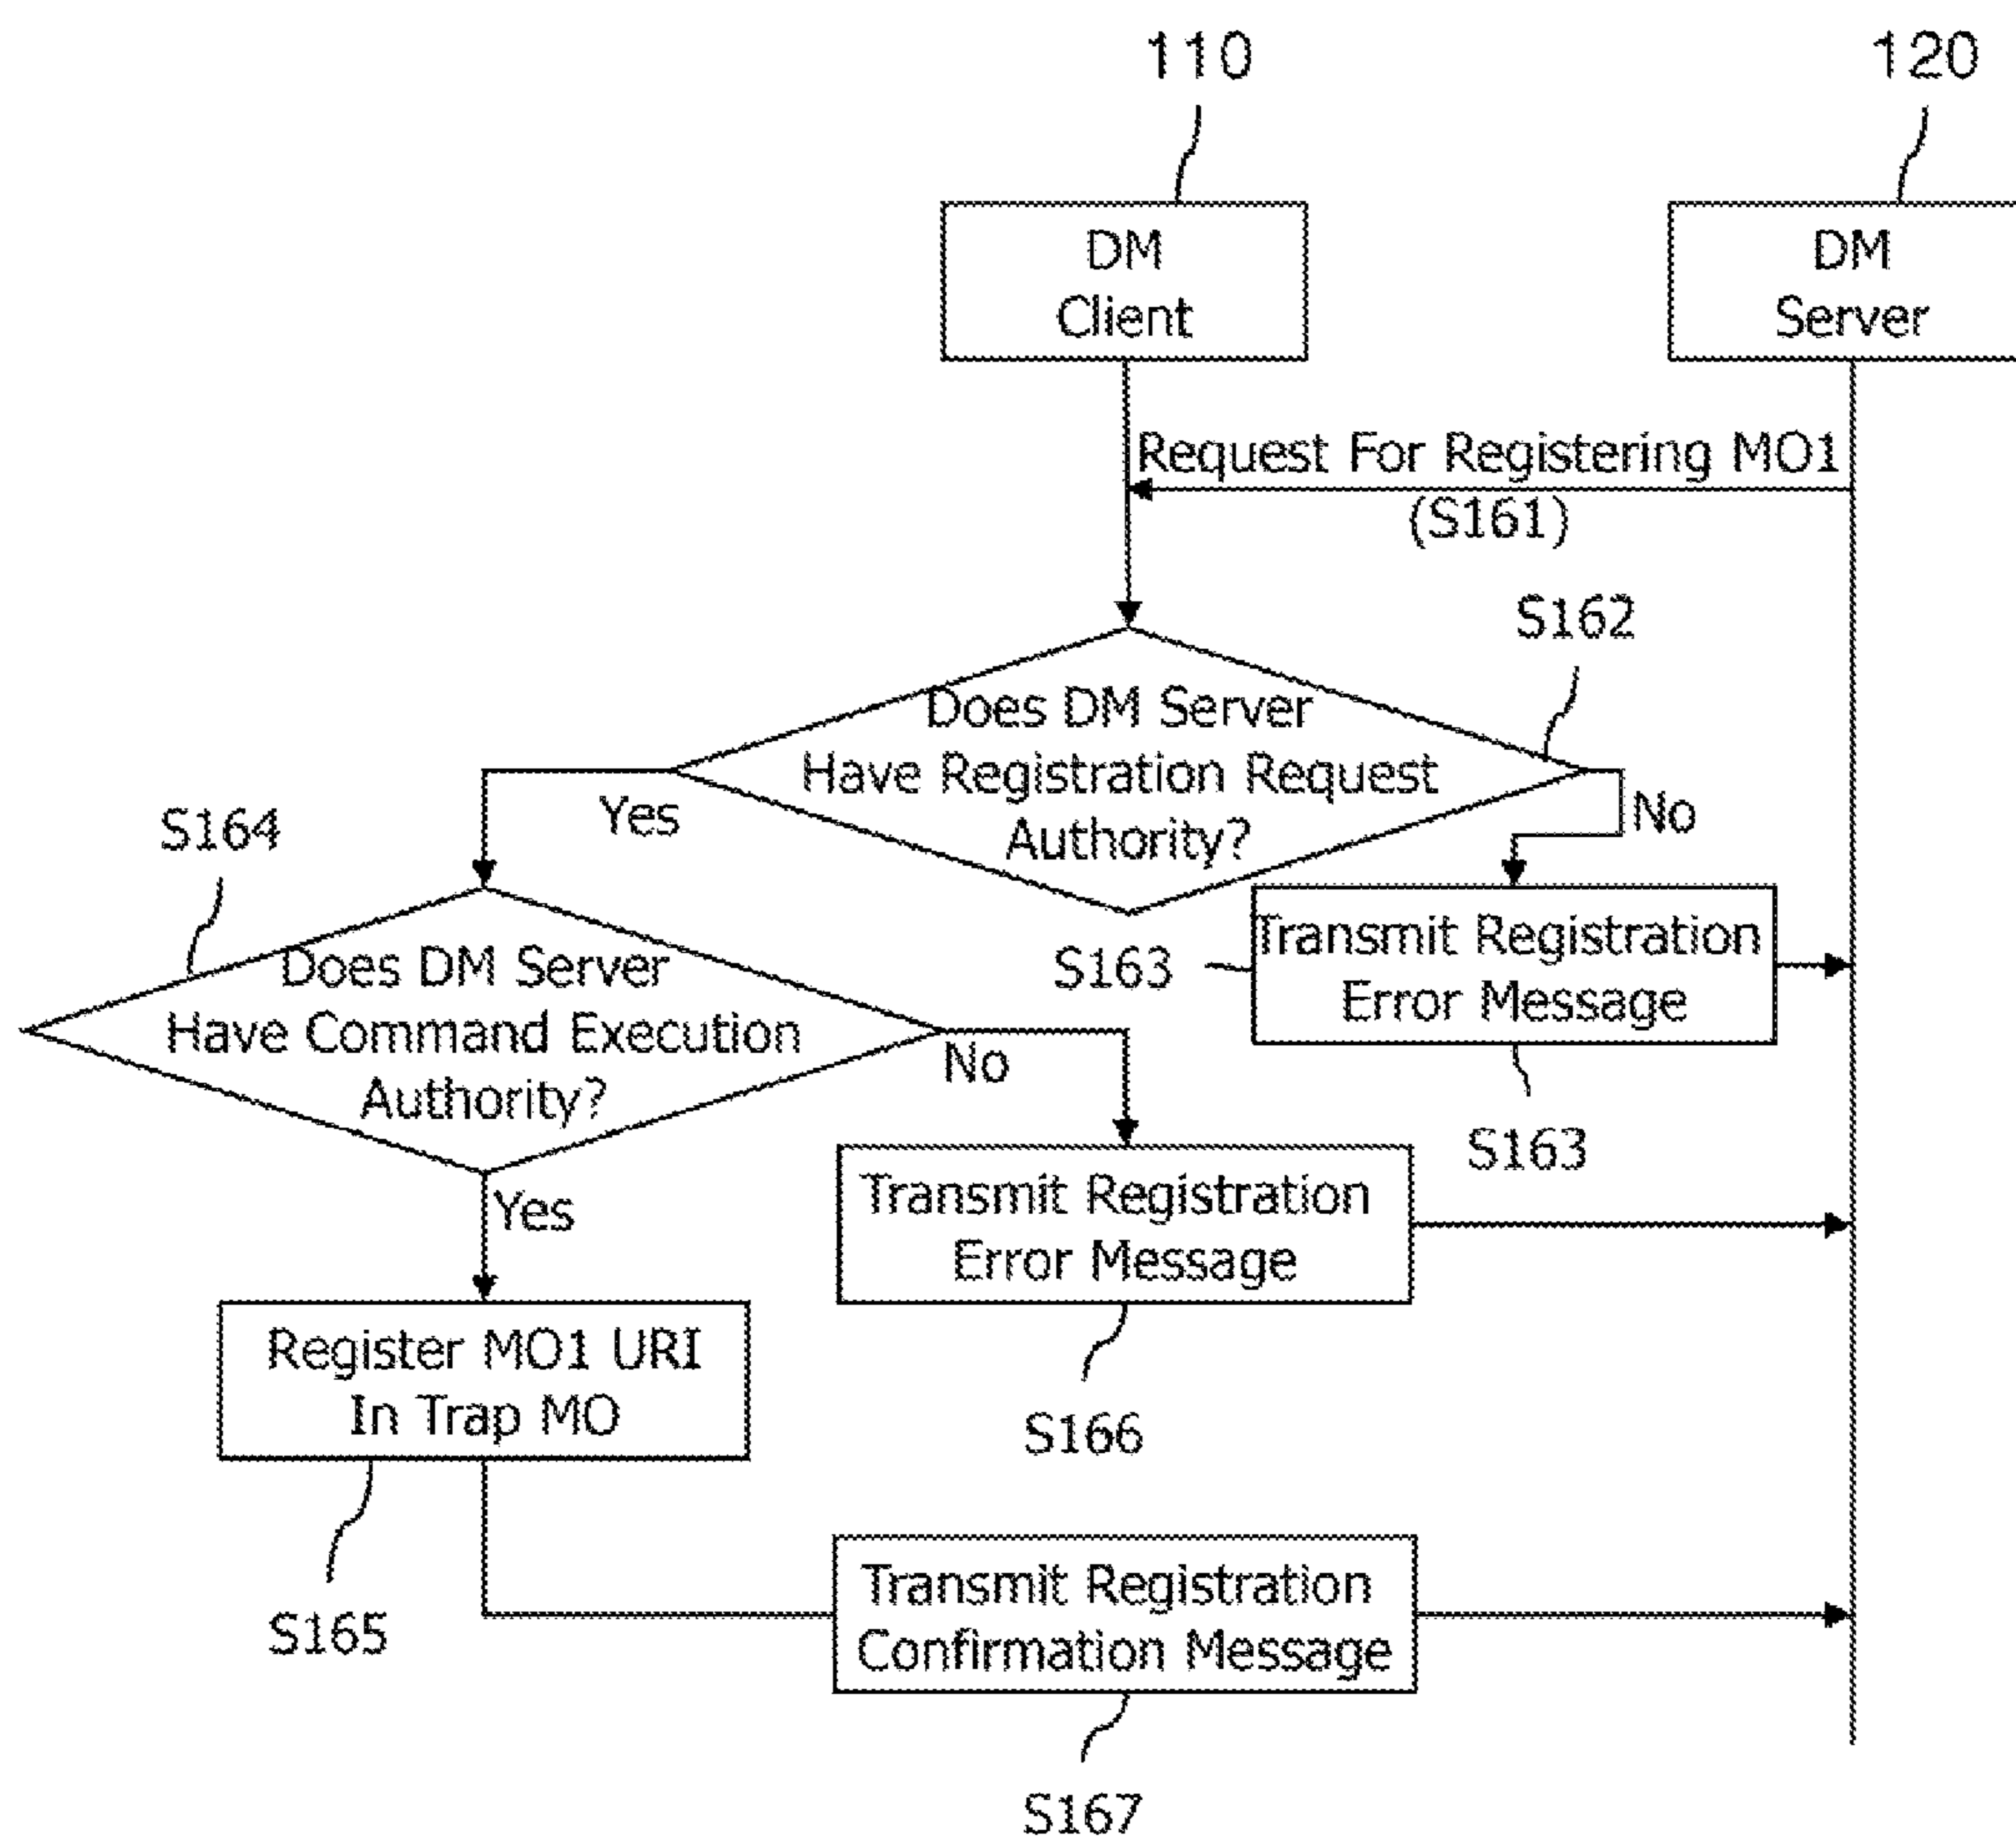 110
120
DM
Client
DM
Server
Request For Registering MO1
(S161)
S162
Does DM Server
Have Registration Request
Authority?
Yes
No
S164
Does DM Server
Have Command Execution
Authority?
S163
Transmit Registration
Error Message
No
S163
Yes
Transmit Registration
Error Message
Register MO1 URI
In Trap MO
S166
S165
Transmit Registration
Confirmation Message
S167